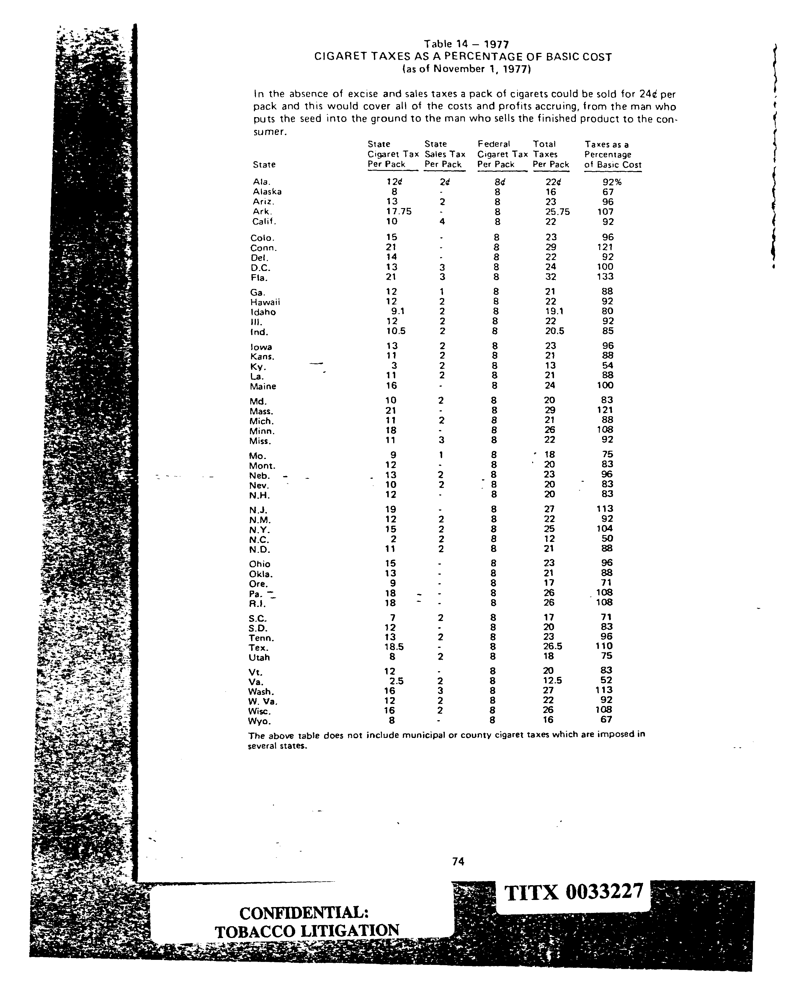 Table 14 – 1977
CIGARET TAXES AS A PERCENTAGE OF BASIC COST
(as of November 1, 1977)
In the absence of excise and sales taxes a pack of cigarets could be sold for 24¢ per
pack and this would cover all of the costs and profits accruing, from the man who
puts the seed into the ground to the man who sells the finished product to the con-
sumer.
State State Federal Total Taxes as a
Cigaret Tax Sales Tax Cigaret Tax Taxes Percentage
State Per Pack Per Pack Per Pack Per Pack of Basic Cost
Ala. 12¢ 2¢ 8¢ 22¢ 92%
Alaska 8 - 8 16 67
Ariz. 13 2 8 23 96
Ark. 17.75 - 8 25.75 107
Calif. 10 4 8 22 92
Colo. 15 - 8 23 96
Conn. 21 - 8 29 121
Del. 14 - 8 22 92
D.C. 13 3 8 24 100
Fla. 21 3 8 32 133
Ga. 12 1 8 21 88
Hawaii 12 2 8 22 92
Idaho 9.1 2 8 19.1 80
Ill. 12 2 8 22 92
Ind. 10.5 2 8 20.5 85
Iowa 13 2 8 23 96
Kans. 11 2 8 21 88
Ky. 3 2 8 13 54
La. 11 2 8 21 88
Maine 16 - 8 24 100
Md. 10 2 8 20 83
Mass. 21 - 8 29 121
Mich. 11 2 8 21 88
Minn. 18 - 8 26 108
Miss. 11 3 8 22 92
Mo. 9 1 8 18 75
Mont. 12 - 8 20 83
Neb. 13 2 8 23 96
Nev. 10 2 8 20 83
N.H. 12 - 8 20 83
N.J. 19 - 8 27 113
N.M. 12 2 8 22 92
N.Y. 15 2 8 25 104
N.C. 2 2 8 12 50
N.D. 11 2 8 21 88
Ohio 15 - 8 23 96
Okla. 13 - 8 21 88
Ore. 9 - 8 17 71
Pa. 18 - 8 26 108
R.I. 18 - 8 26 108
S.C. 7 2 8 17 71
S.D. 12 - 8 20 83
Tenn. 13 2 8 23 96
Tex. 18.5 - 8 26.5 110
Utah 8 2 8 18 75
Vt. 12 - 8 20 83
Va. 2.5 2 8 12.5 52
Wash. 16 3 8 27 113
W. Va. 12 2 8 22 92
Wisc. 16 2 8 26 108
Wyo. 8 - 8 16 67
The above table does not include municipal or county cigaret taxes which are imposed in
several states.
74
TITX 0033227
CONFIDENTIAL:
TOBACCO LITIGATION